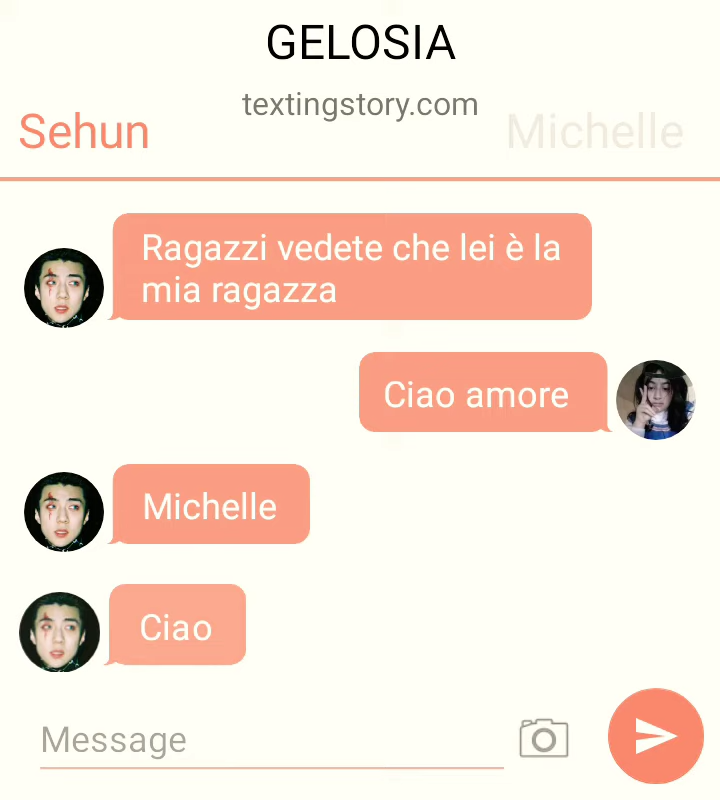 GELOSIA
textingstory.com
Sehun
Michelle
Ragazzi vedete che lei è la
mia ragazza
Ciao amore
Michelle
Ciao
Message